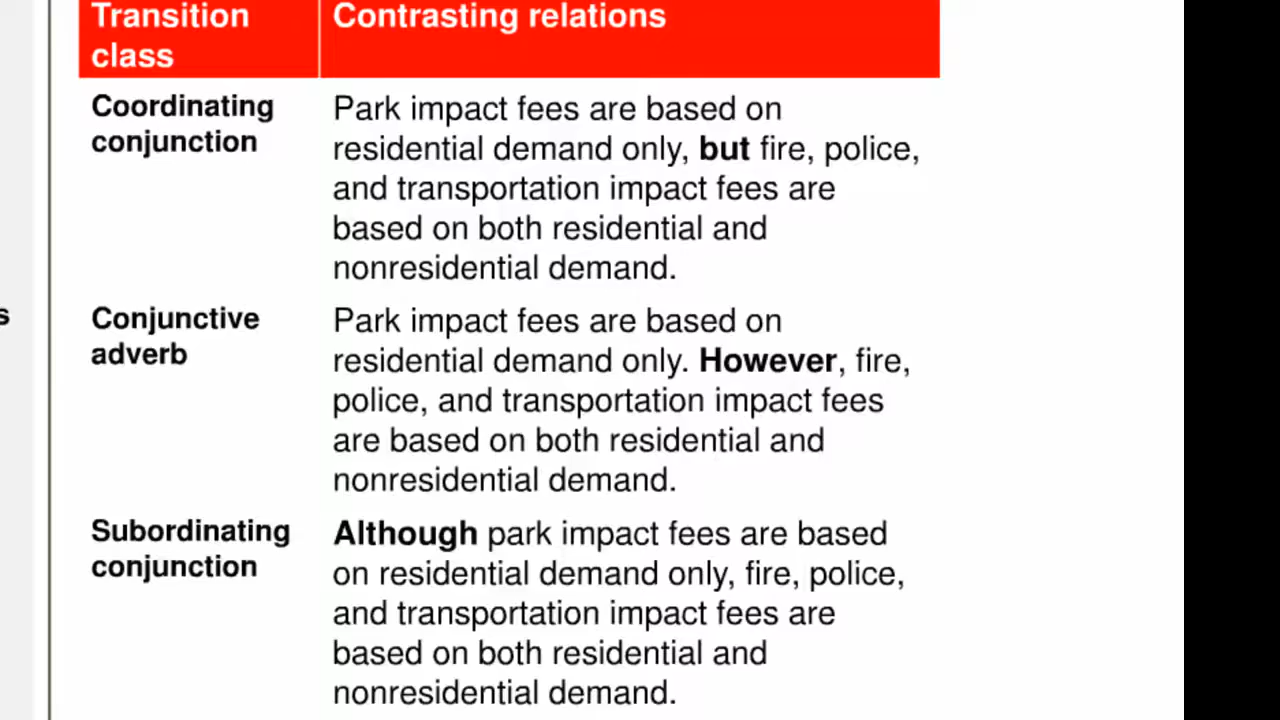 Transition
class
Contrasting relations
Coordinating
conjunction
Park impact fees are based on
residential demand only, but fire, police,
and transportation impact fees are
based on both residential and
nonresidential demand.
s
Conjunctive
adverb
Park impact fees are based on
residential demand only. However, fire,
police, and transportation impact fees
are based on both residential and
nonresidential demand.
Subordinating
conjunction
Although park impact fees are based
on residential demand only, fire, police,
and transportation impact fees are
based on both residential and
nonresidential demand.